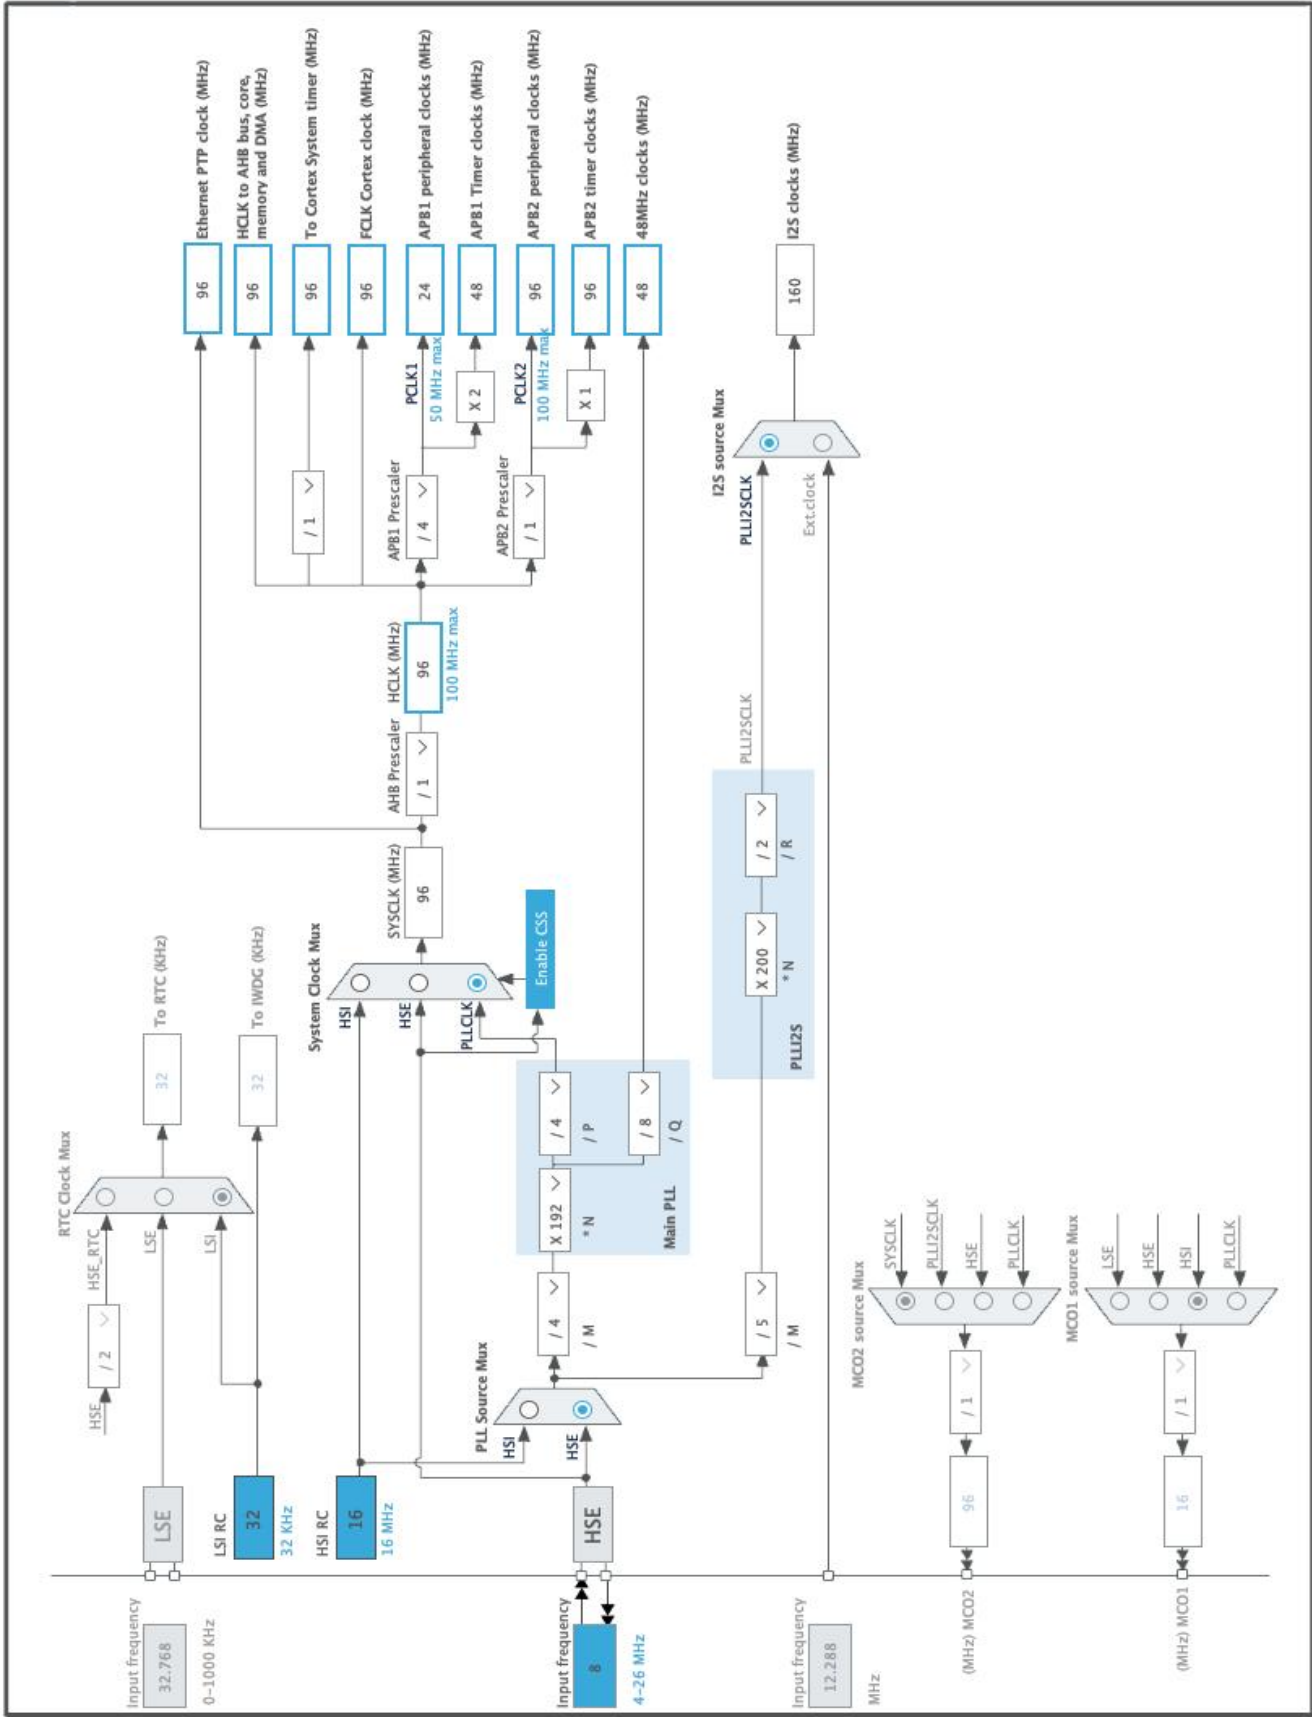 Input frequency
32.768
0-1000 KHz
LSE
LSI RC
32
32 KHz
HSI RC
16
16 MHz
HSE
/ 2
HSE_RTC
LSE
LSI
RTC Clock Mux
32
To RTC (KHz)
32
To IWDG (KHz)
Input frequency
8
4-26 MHz
HSE
PLL Source Mux
HSI
HSE
/ 4
/ M
X 192
* N
/ 4
/ P
/ 8
/ Q
Main PLL
System Clock Mux
HSI
HSE
PLLCLK
Enable CSS
SYSCLK (MHz)
96
AHB Prescaler
/ 1
HCLK (MHz)
96
100 MHz max
/ 1
APB1 Prescaler
/ 4
PCLK1
50 MHz max
X 2
APB2 Prescaler
/ 1
PCLK2
100 MHz max
X 1
96
Ethernet PTP clock (MHz)
96
HCLK to AHB bus, core,
memory and DMA (MHz)
96
To Cortex System timer (MHz)
96
FCLK Cortex clock (MHz)
24
APB1 peripheral clocks (MHz)
48
APB1 Timer clocks (MHz)
96
APB2 peripheral clocks (MHz)
96
APB2 timer clocks (MHz)
48
48MHz clocks (MHz)
/ 5
/ M
X 200
* N
/ 2
/ R
PLLI2S
PLLI2SCLK
PLLI2SCLK
Ext.clock
I2S source Mux
160
I2S clocks (MHz)
Input frequency
12.288
MHz
(MHz) MCO2
96
/ 1
MCO2 source Mux
SYSCLK
PLLI2SCLK
HSE
PLLCLK
(MHz) MCO1
16
/ 1
MCO1 source Mux
LSE
HSE
HSI
PLLCLK